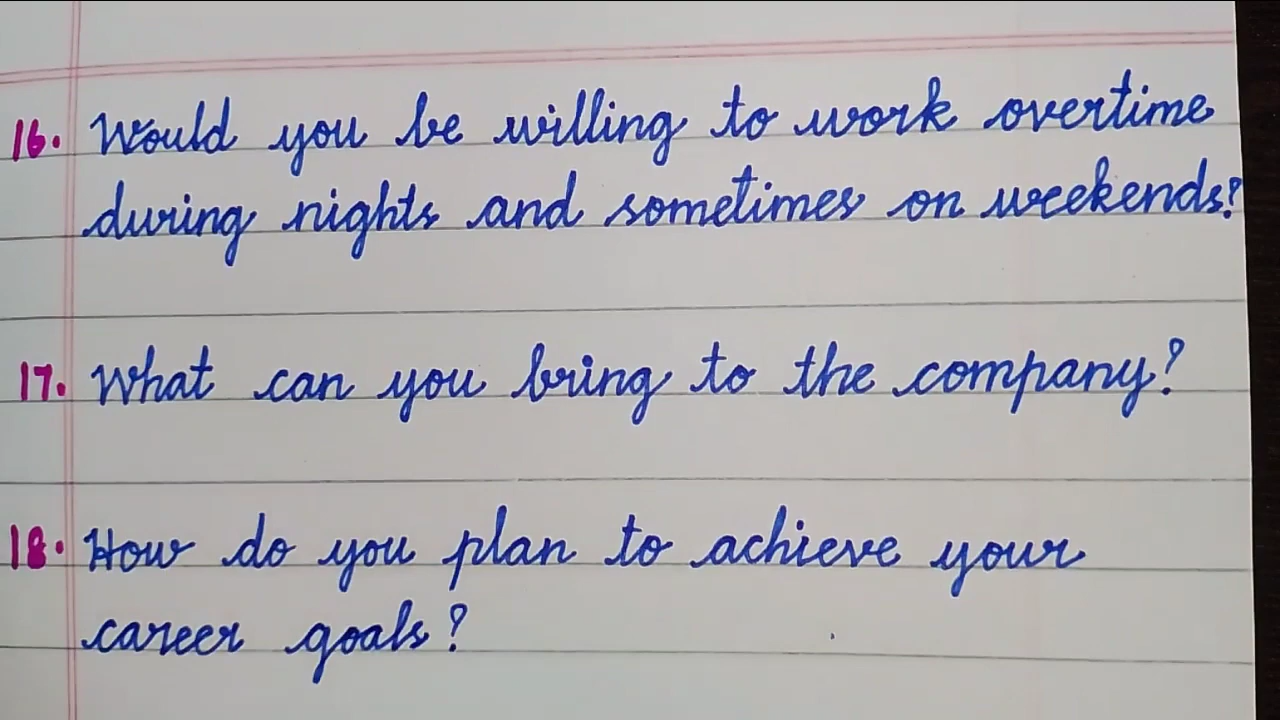 16. Would you be willing to work overtime
during nights and sometimes on weekends?
17. What can you bring to the company?
18. How do you plan to achieve your
career goals?